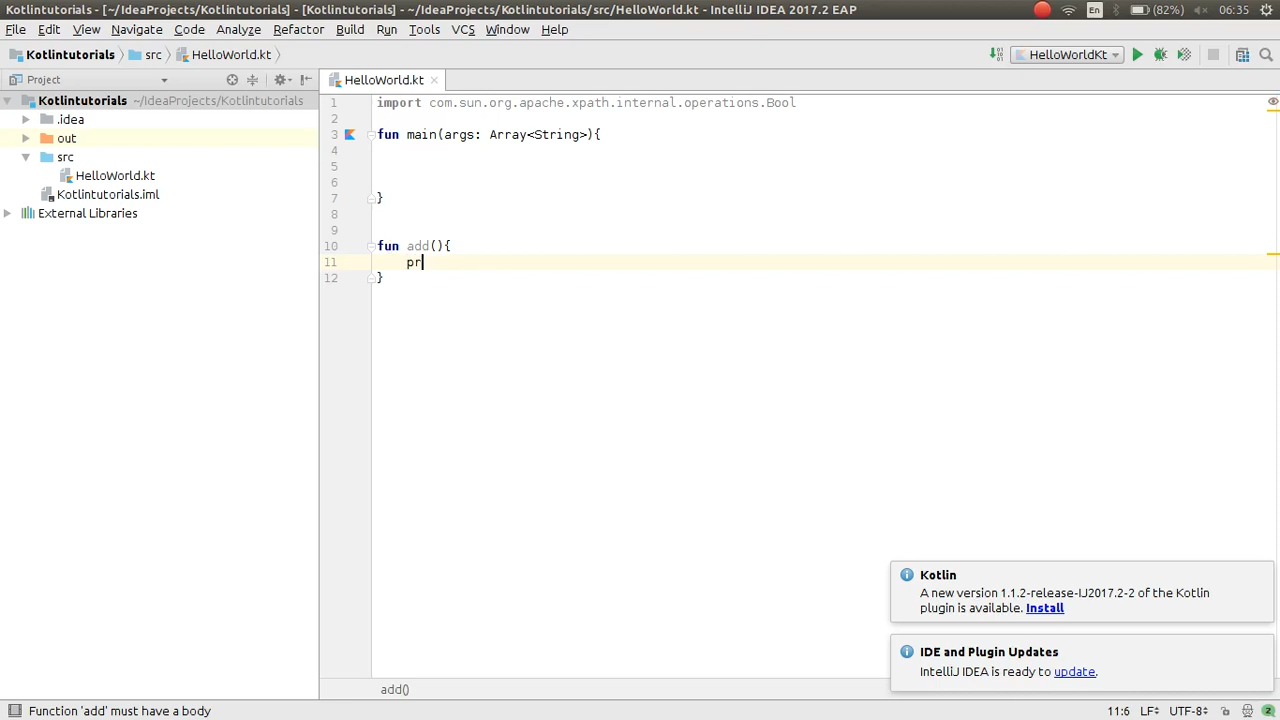 Kotlintutorials - [~/IdeaProjects/Kotlintutorials] - [Kotlintutorials] - ~/IdeaProjects/Kotlintutorials/src/HelloWorld.kt - IntelliJ IDEA 2017.2 EAP En (82%) 06:35
File Edit View Navigate Code Analyze Refactor Build Run Tools VCS Window Help
Kotlintutorials src HelloWorld.kt HelloWorldKt
Project HelloWorld.kt
Kotlintutorials ~/IdeaProjects/Kotlintutorials
.idea
out
src
HelloWorld.kt
Kotlintutorials.iml
External Libraries
1 import com.sun.org.apache.xpath.internal.operations.Bool
2
3 fun main(args: Array<String>){
4
5
6
7 }
8
9
10 fun add(){
11 pr
12 }
Kotlin
A new version 1.1.2-release-IJ2017.2-2 of the Kotlin
plugin is available. Install
IDE and Plugin Updates
IntelliJ IDEA is ready to update.
add()
Function 'add' must have a body 11:6 LF UTF-8 2